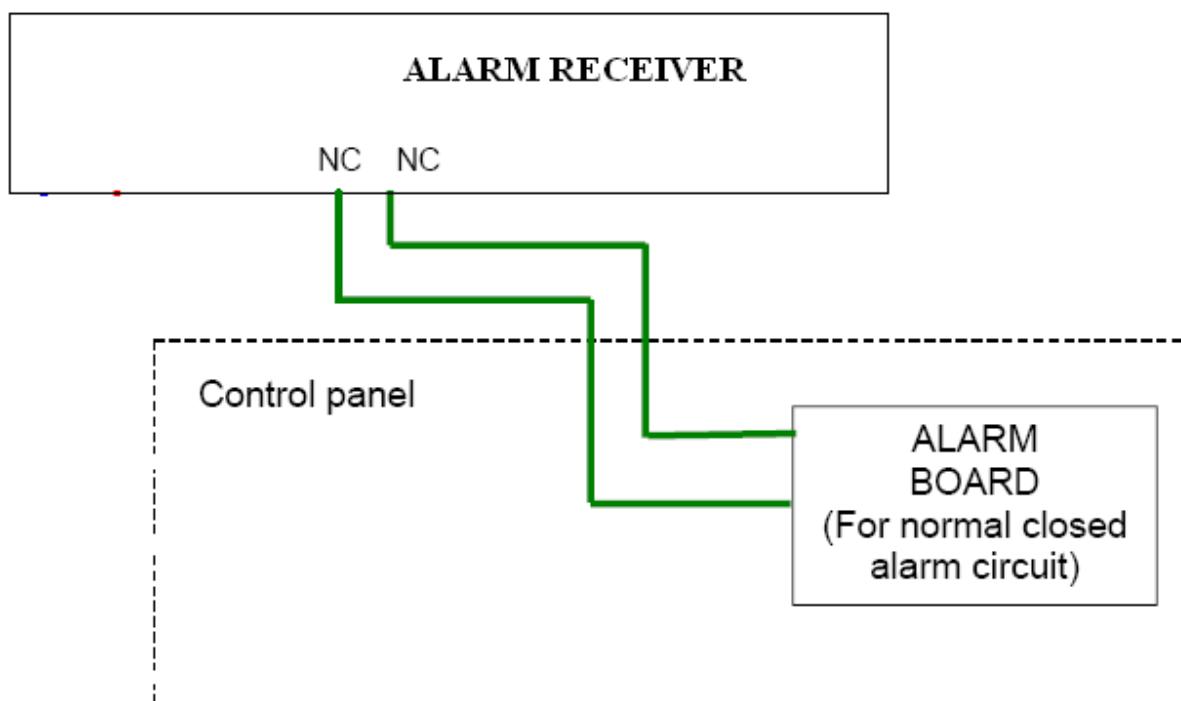 ALARM RECEIVER
NC NC
Control panel
ALARM
BOARD
(For normal closed
alarm circuit)